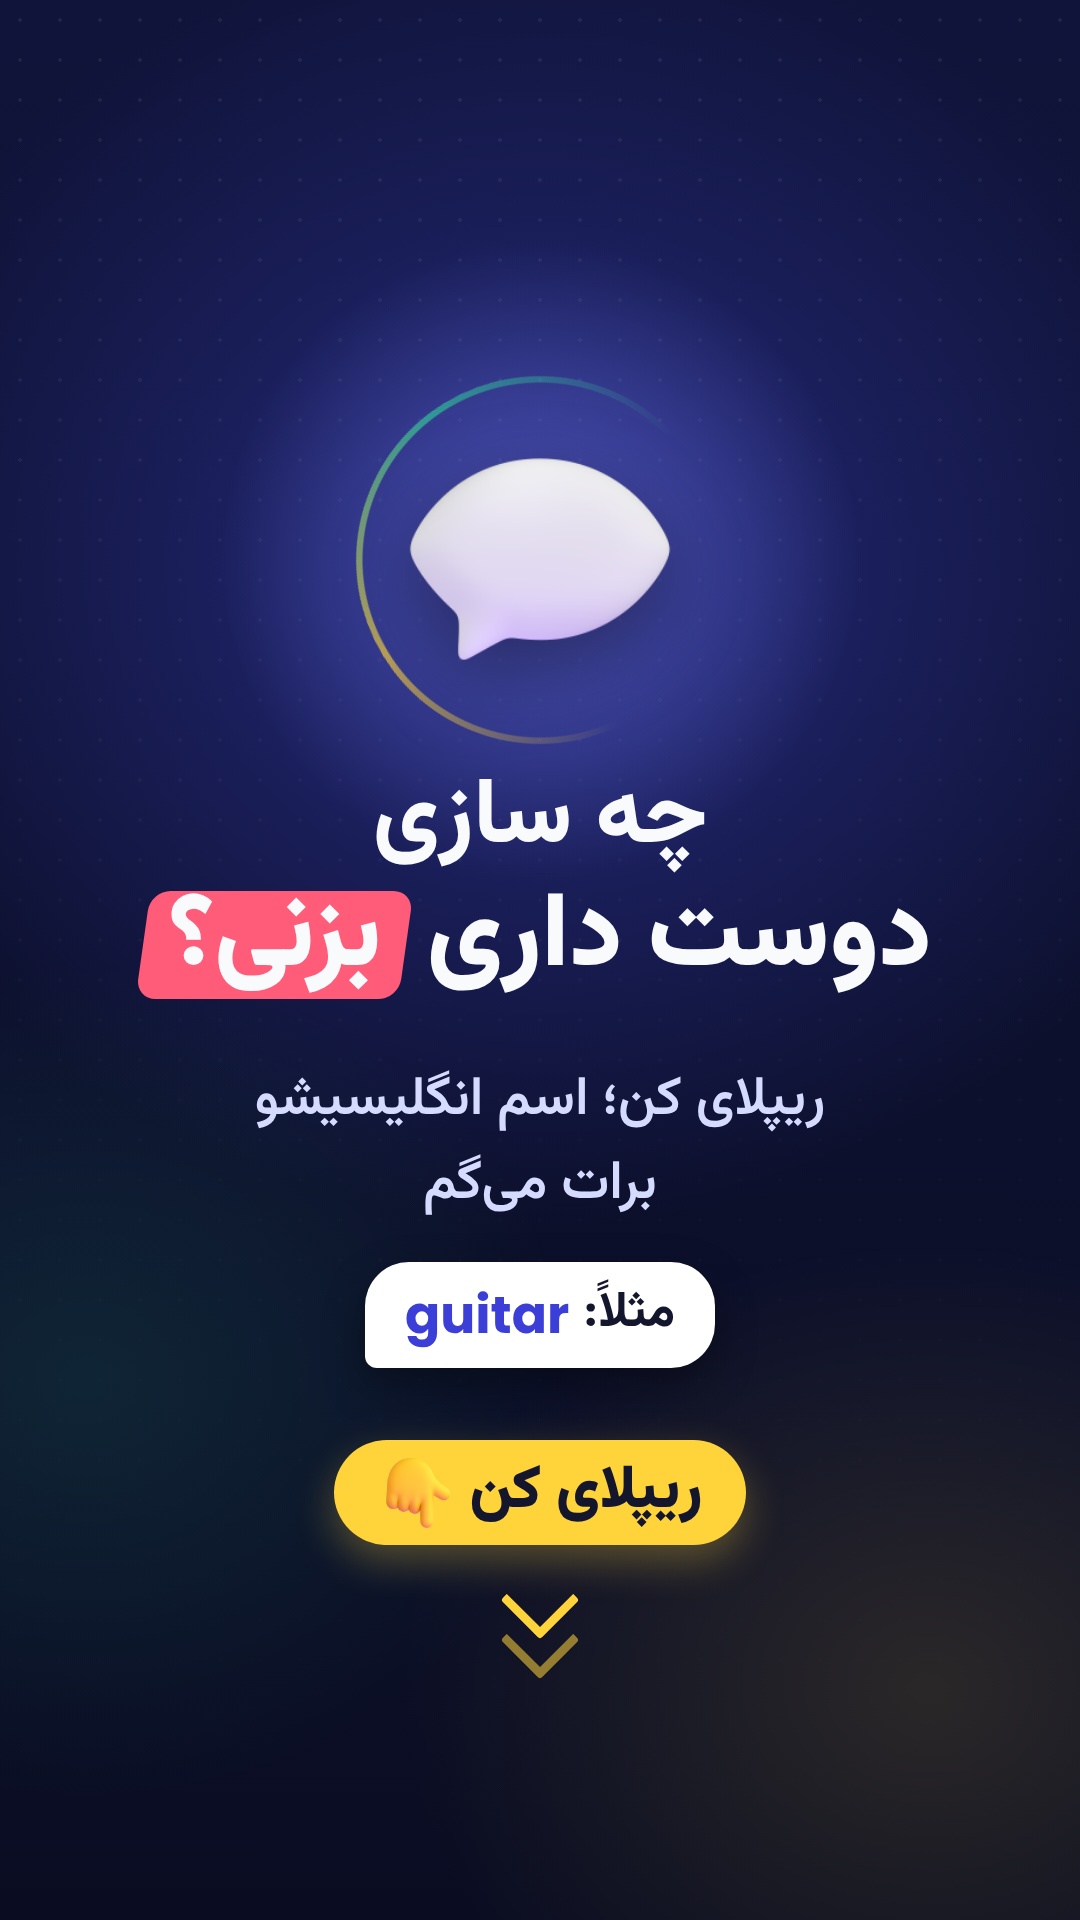 چه سازی
دوست داری بزنی؟
ریپلای کن؛ اسم انگلیسیشو
برات می‌گم
مثلاً: guitar
ریپلای کن 👇